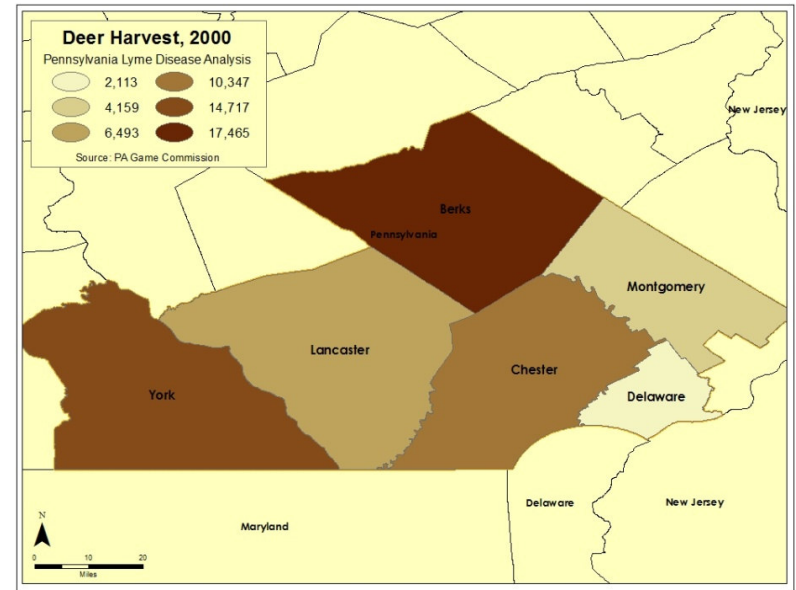 Deer Harvest, 2000
Pennsylvania Lyme Disease Analysis
2,113 10,347
4,159 14,717
6,493 17,465
Source: PA Game Commission
New Jersey
Berks
Pennsylvania
Montgomery
Lancaster
Chester
York
Delaware
Delaware
New Jersey
Maryland
N
0 10 20
Miles